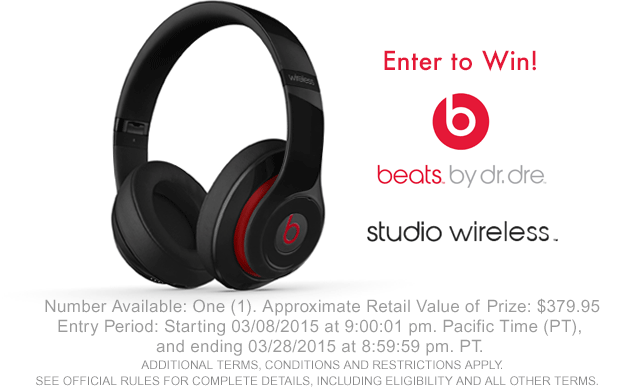 Enter to Win!
wireless
b
beats™ by dr. dre™
b
studio wireless™
Number Available: One (1). Approximate Retail Value of Prize: $379.95
Entry Period: Starting 03/08/2015 at 9:00:01 pm. Pacific Time (PT),
and ending 03/28/2015 at 8:59:59 pm. PT.
ADDITIONAL TERMS, CONDITIONS AND RESTRICTIONS APPLY.
SEE OFFICIAL RULES FOR COMPLETE DETAILS, INCLUDING ELIGIBILITY AND ALL OTHER TERMS.